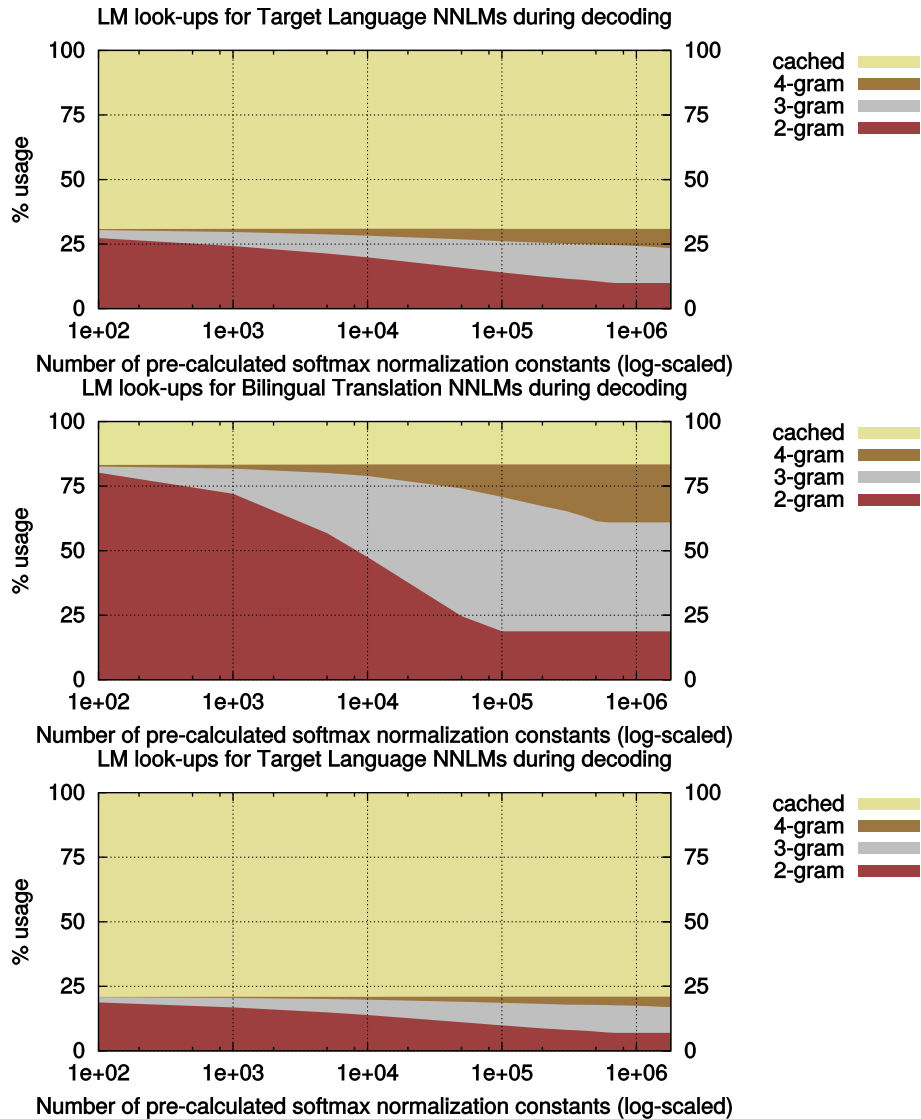 LM look-ups for Target Language NNLMs during decoding
100 100 cached
4-gram
75 75 3-gram
2-gram
50 50
25 25
0 0
% usage
1e+02 1e+03 1e+04 1e+05 1e+06
Number of pre-calculated softmax normalization constants (log-scaled)
LM look-ups for Bilingual Translation NNLMs during decoding
100 100 cached
4-gram
75 75 3-gram
2-gram
50 50
25 25
0 0
% usage
1e+02 1e+03 1e+04 1e+05 1e+06
Number of pre-calculated softmax normalization constants (log-scaled)
LM look-ups for Target Language NNLMs during decoding
100 100 cached
4-gram
75 75 3-gram
2-gram
50 50
25 25
0 0
% usage
1e+02 1e+03 1e+04 1e+05 1e+06
Number of pre-calculated softmax normalization constants (log-scaled)